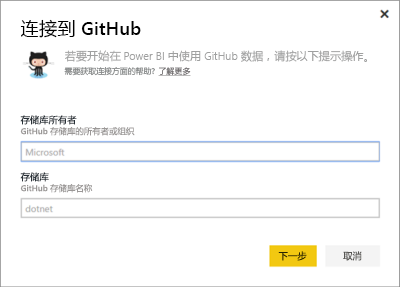 连接到 GitHub
若要开始在 Power BI 中使用 GitHub 数据，请按以下提示操作。
需要获取连接方面的帮助? 了解更多
存储库所有者
GitHub 存储库的所有者或组织
Microsoft
存储库
GitHub 存储库名称
dotnet
下一步 取消